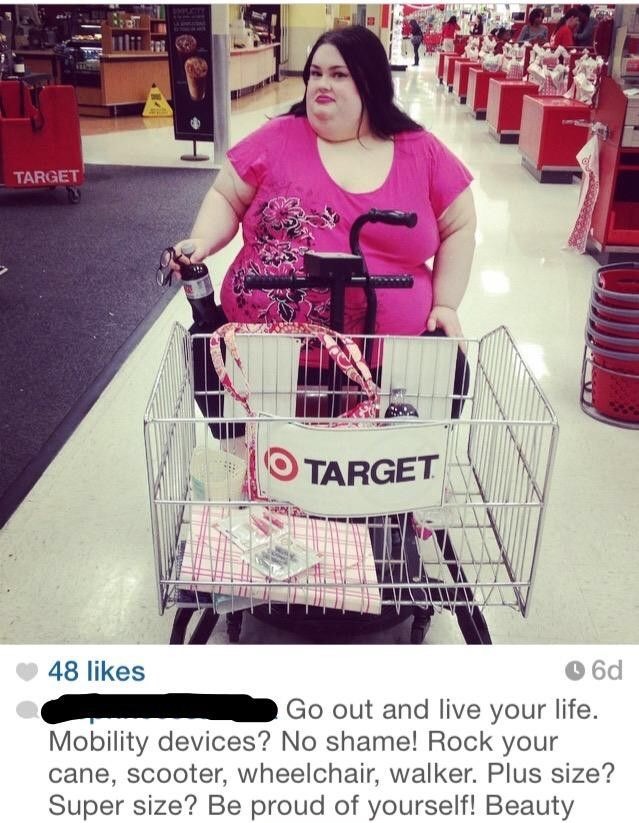 SIMPLICITY
TARGET
TARGET
48 likes
6d
Go out and live your life.
Mobility devices? No shame! Rock your
cane, scooter, wheelchair, walker. Plus size?
Super size? Be proud of yourself! Beauty